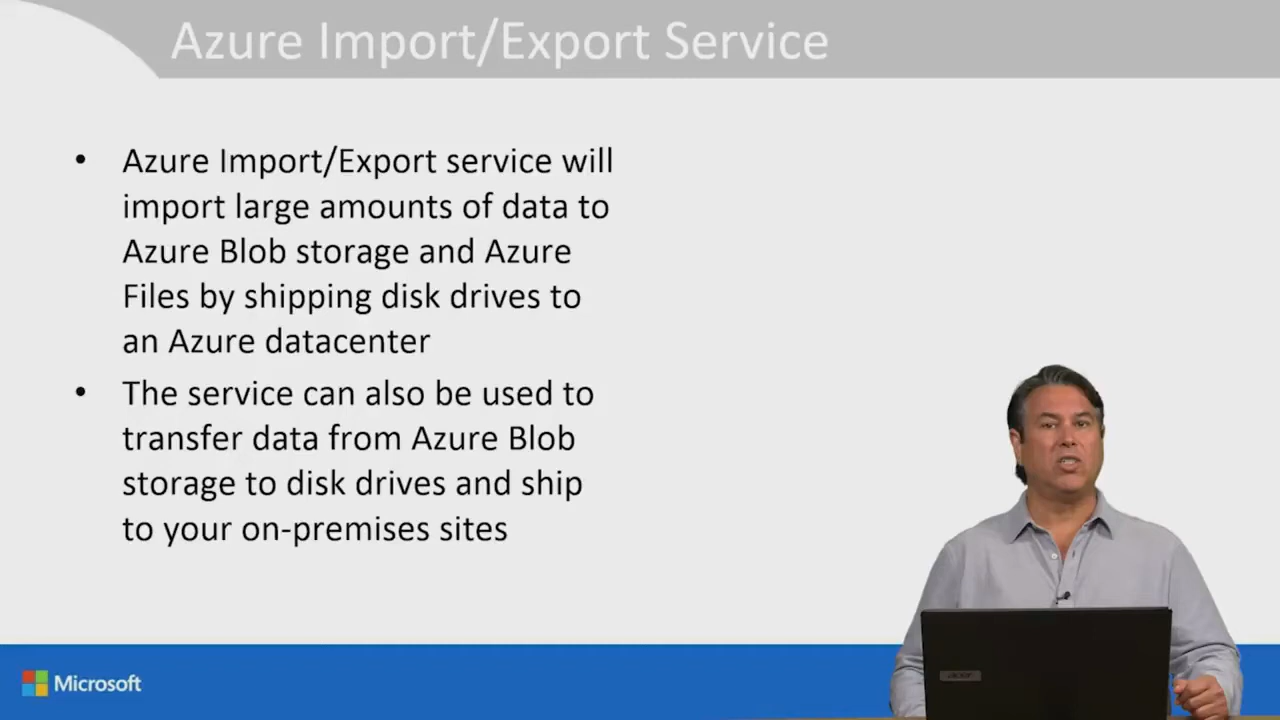 Azure Import/Export Service
• Azure Import/Export service will
import large amounts of data to
Azure Blob storage and Azure
Files by shipping disk drives to
an Azure datacenter
• The service can also be used to
transfer data from Azure Blob
storage to disk drives and ship
to your on-premises sites
Microsoft
acer